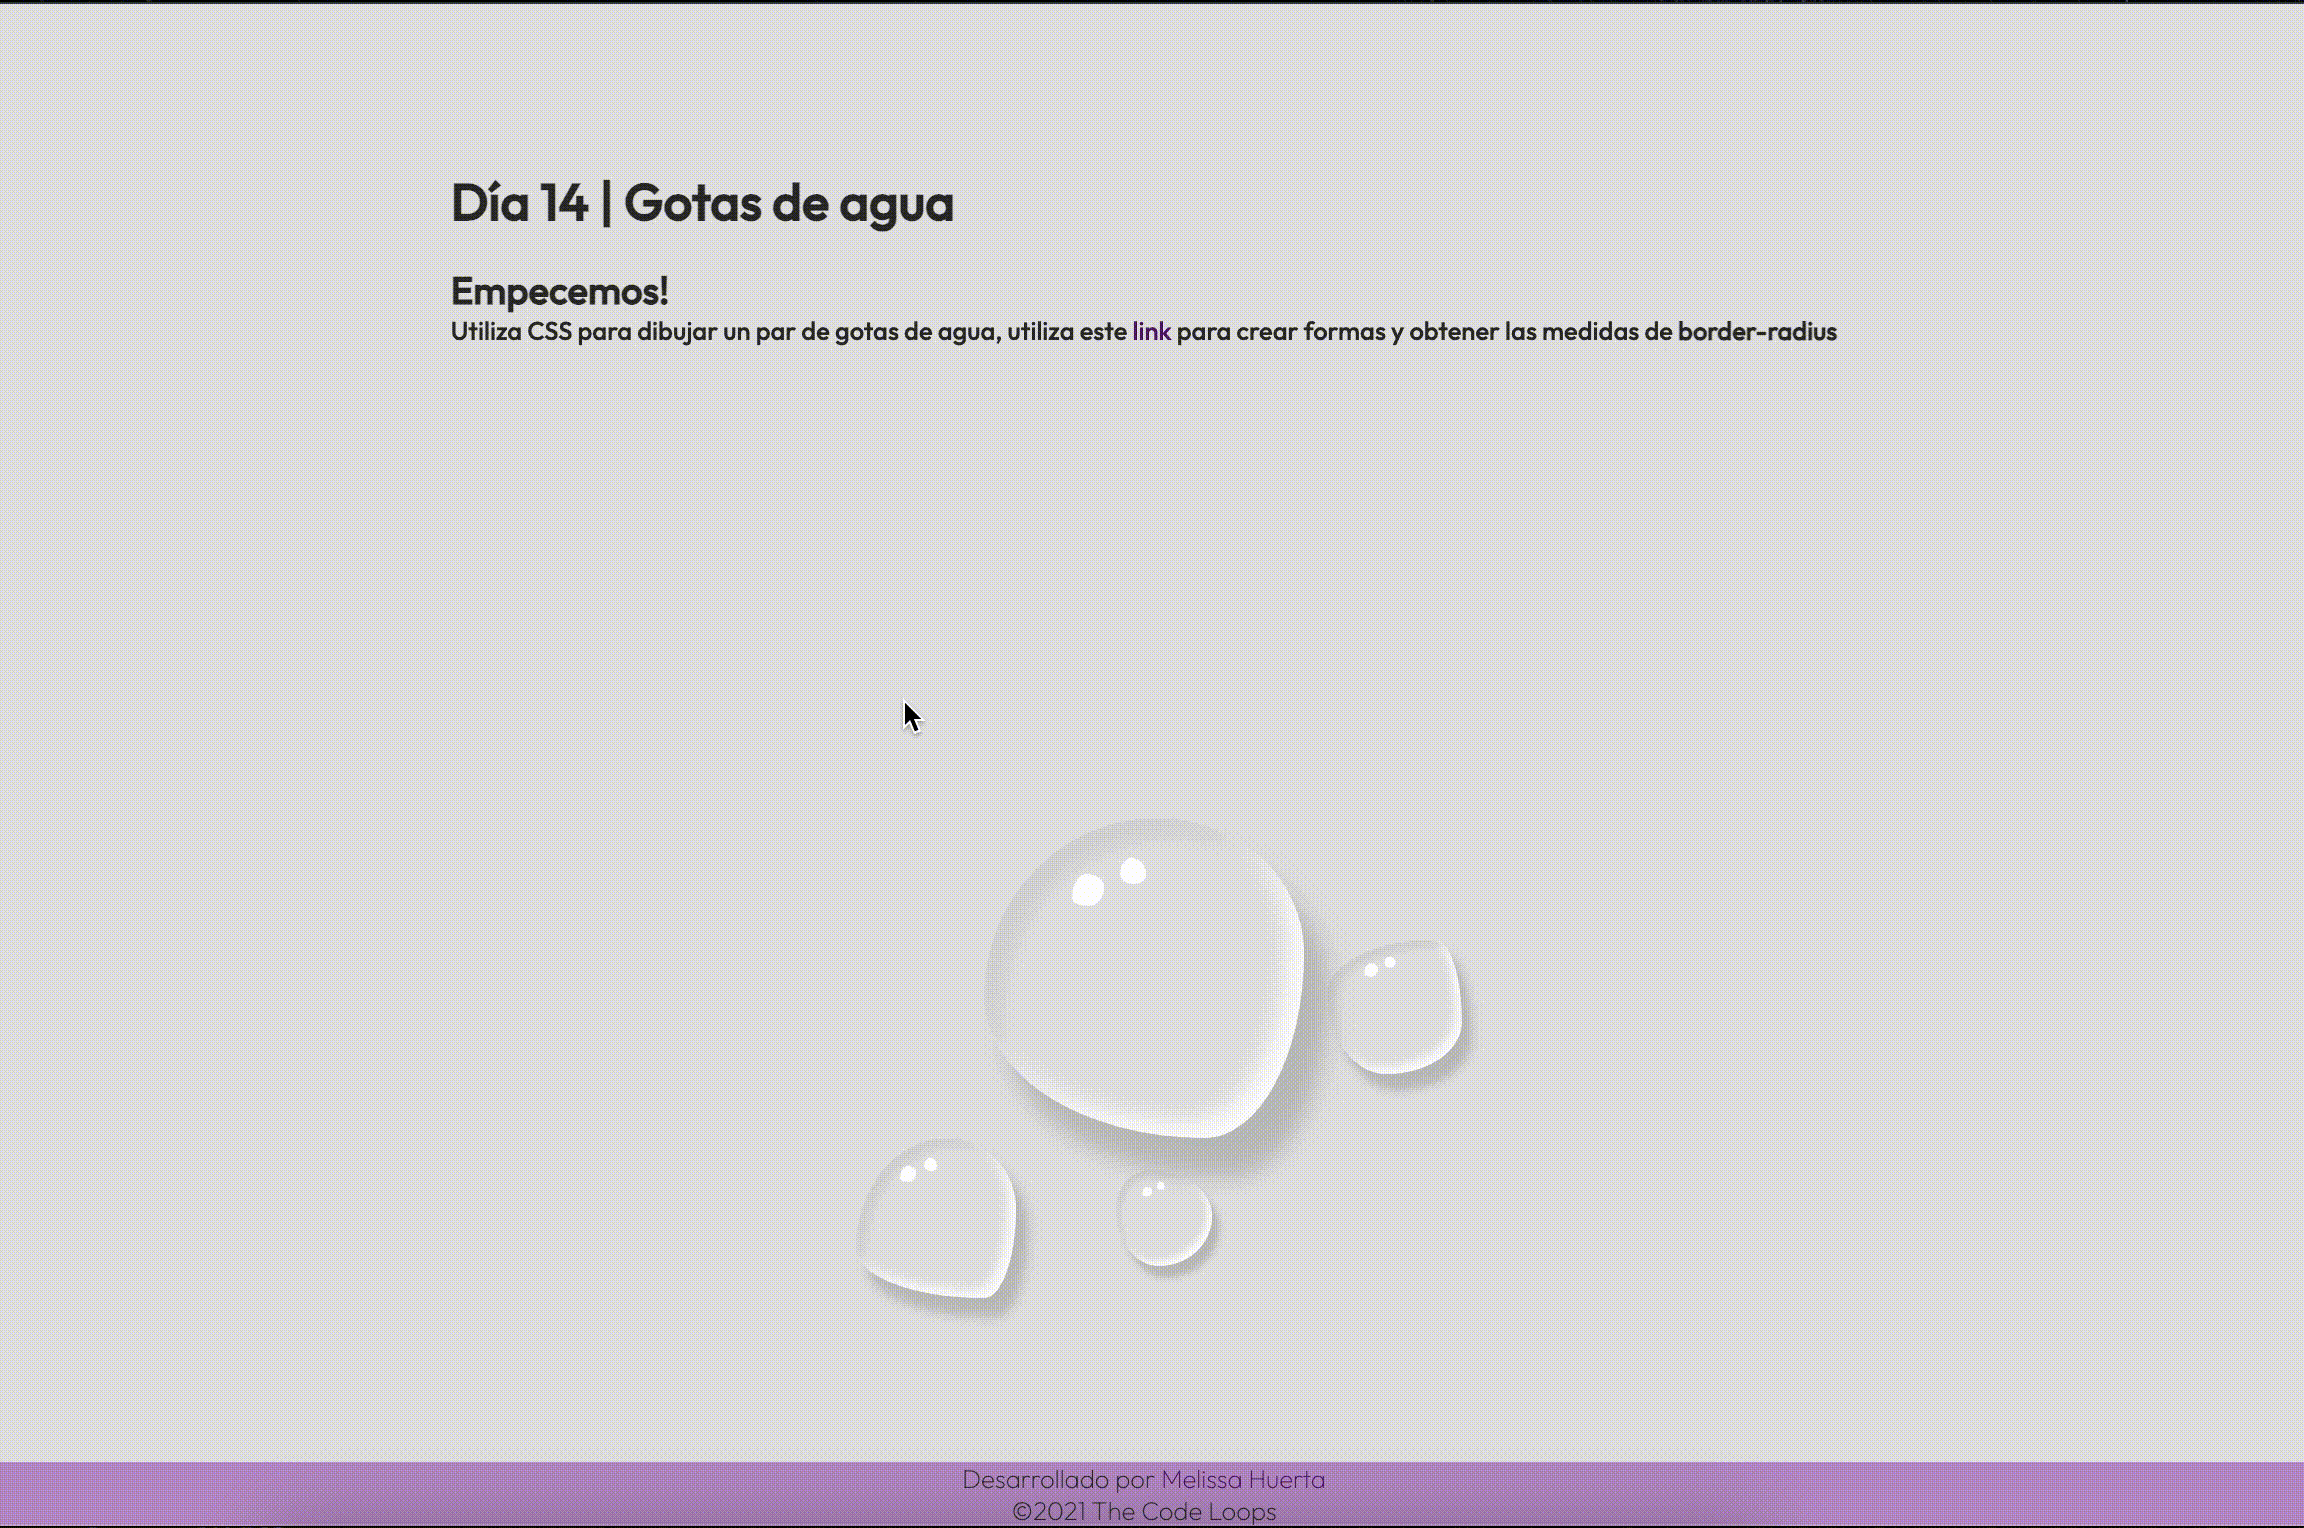 Día 14 | Gotas de agua
Empecemos!
Utiliza CSS para dibujar un par de gotas de agua, utiliza este link para crear formas y obtener las medidas de border-radius
Desarrollado por Melissa Huerta
©2021 The Code Loops